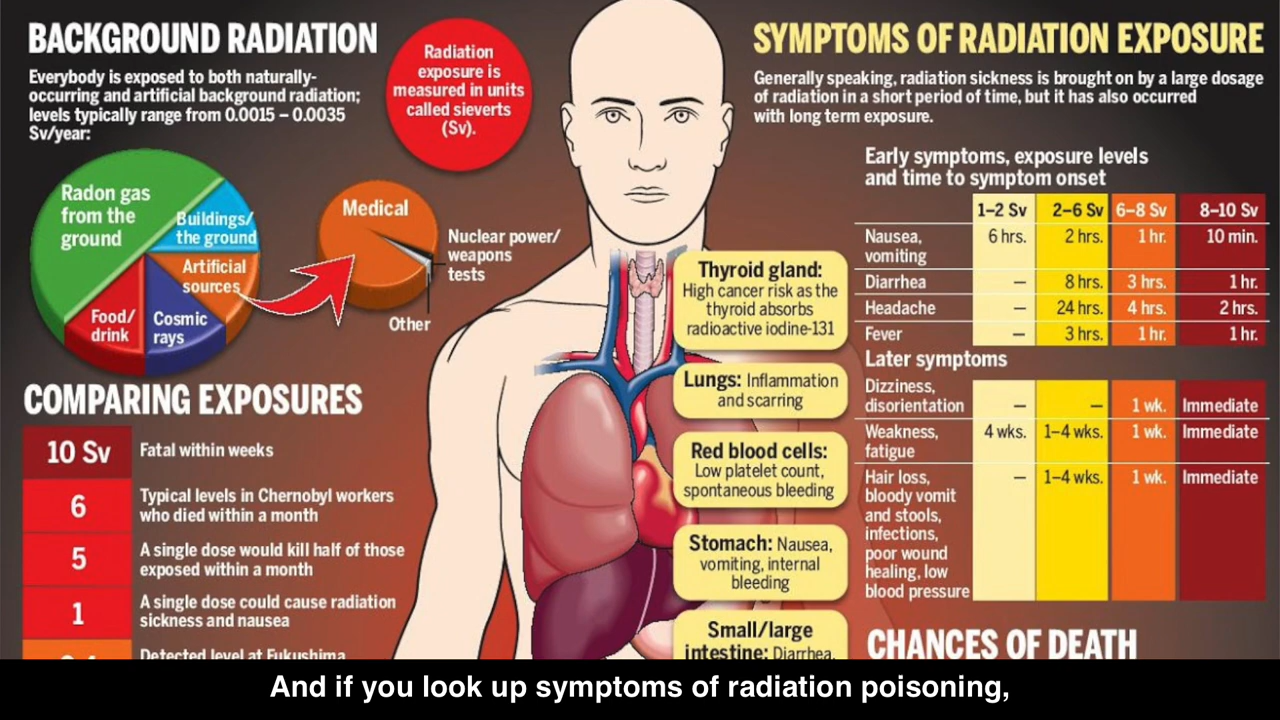 BACKGROUND RADIATION
Everybody is exposed to both naturally-
occurring and artificial background radiation;
levels typically range from 0.0015 – 0.0035
Sv/year:
Radiation
exposure is
measured in units
called sieverts
(Sv).
Radon gas
from the
ground
Buildings/
the ground
Artificial
sources
Food/
drink
Cosmic
rays
Medical
Nuclear power/
weapons
tests
Other
COMPARING EXPOSURES
10 Sv Fatal within weeks
6 Typical levels in Chernobyl workers
who died within a month
5 A single dose would kill half of those
exposed within a month
1 A single dose could cause radiation
sickness and nausea
Detected level at Fukushima
Thyroid gland:
High cancer risk as the
thyroid absorbs
radioactive iodine-131
Lungs: Inflammation
and scarring
Red blood cells:
Low platelet count,
spontaneous bleeding
Stomach: Nausea,
vomiting, internal
bleeding
Small/large
intestine: Diarrhea,
SYMPTOMS OF RADIATION EXPOSURE
Generally speaking, radiation sickness is brought on by a large dosage
of radiation in a short period of time, but it has also occurred
with long term exposure.
Early symptoms, exposure levels
and time to symptom onset
1–2 Sv 2–6 Sv 6–8 Sv 8–10 Sv
Nausea, 6 hrs. 2 hrs. 1 hr. 10 min.
vomiting
Diarrhea – 8 hrs. 3 hrs. 1 hr.
Headache – 24 hrs. 4 hrs. 2 hrs.
Fever – 3 hrs. 1 hr. 1 hr.
Later symptoms
Dizziness,
disorientation – – 1 wk. Immediate
Weakness, 4 wks. 1–4 wks. 1 wk. Immediate
fatigue
Hair loss, – 1–4 wks. 1 wk. Immediate
bloody vomit
and stools,
infections,
poor wound
healing, low
blood pressure
CHANCES OF DEATH
And if you look up symptoms of radiation poisoning,